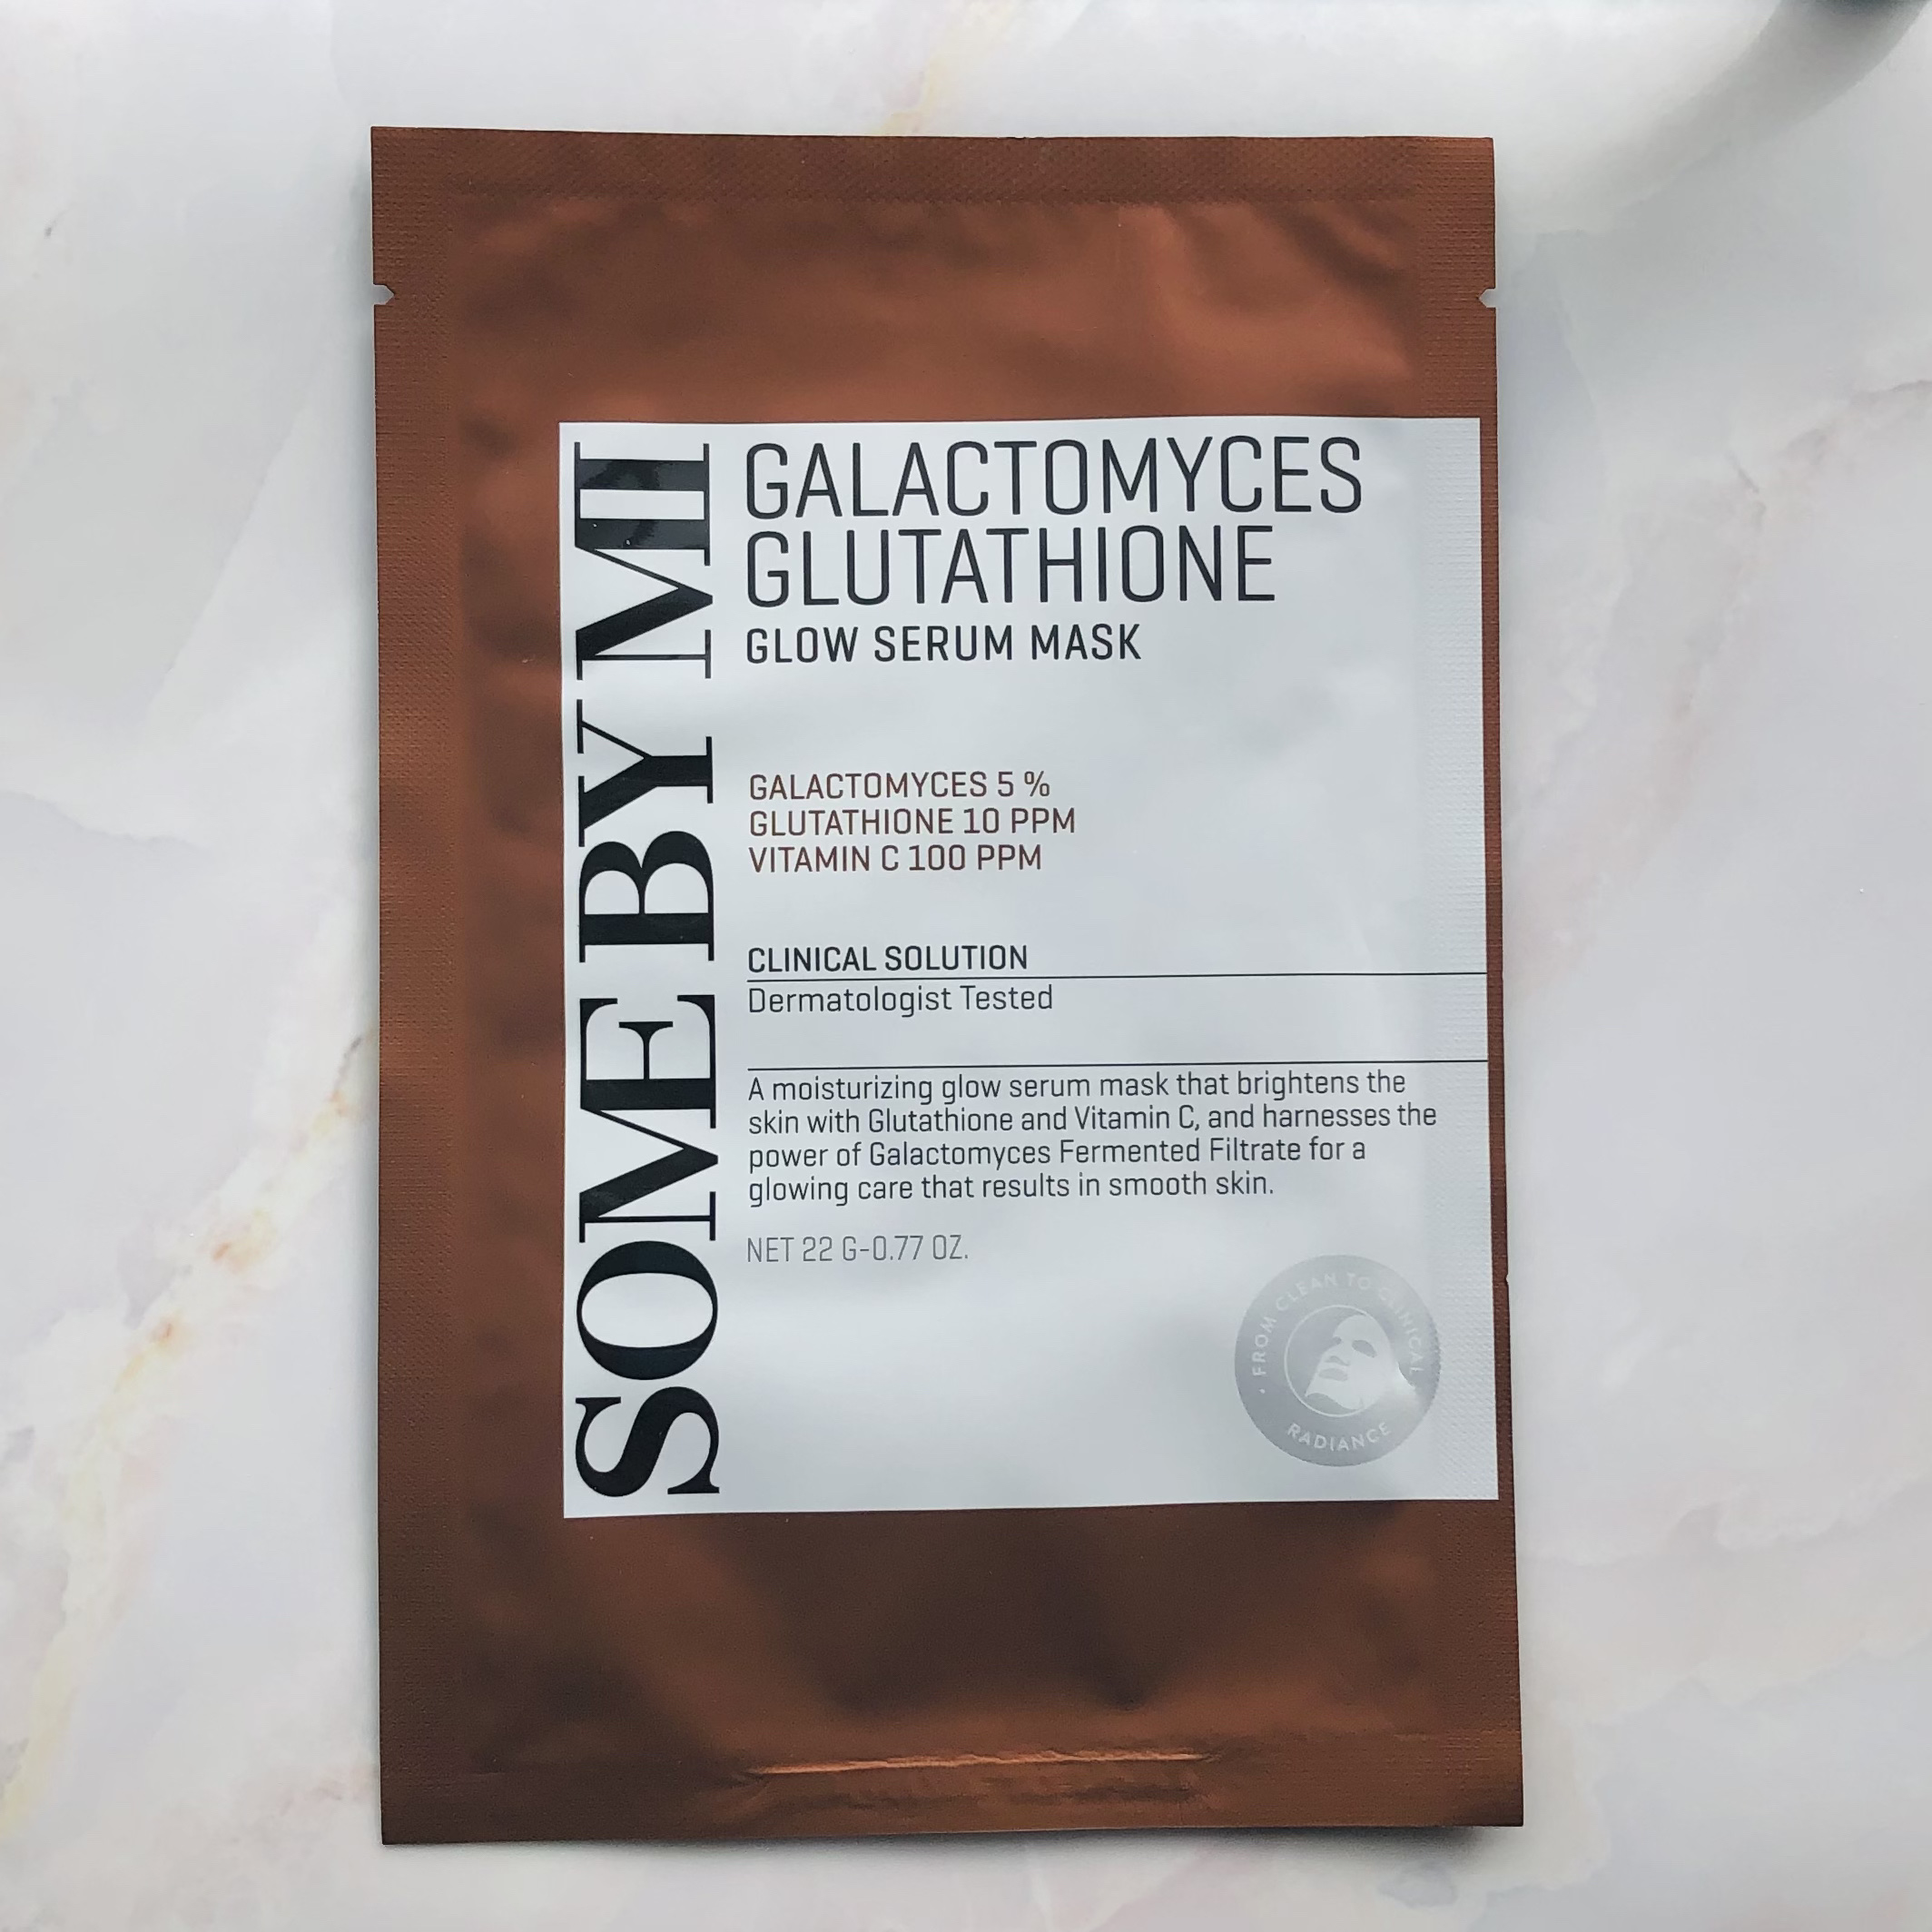 SOME BY MI
GALACTOMYCES
GLUTATHIONE
GLOW SERUM MASK
GALACTOMYCES 5 %
GLUTATHIONE 10 PPM
VITAMIN C 100 PPM
CLINICAL SOLUTION
Dermatologist Tested
A moisturizing glow serum mask that brightens the
skin with Glutathione and Vitamin C, and harnesses the
power of Galactomyces Fermented Filtrate for a
glowing care that results in smooth skin.
NET 22 G-0.77 OZ.
• FROM CLEAN TO CLINICAL
RADIANCE